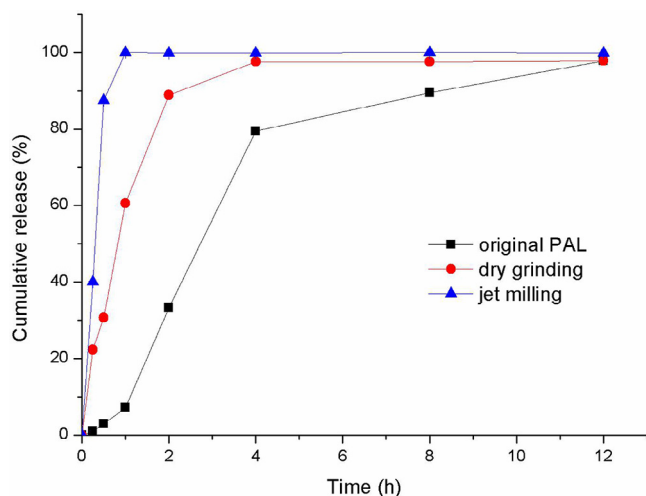 Cumulative release (%)
100
80
60
40
20
0
original PAL
dry grinding
jet milling
0 2 4 6 8 10 12
Time (h)